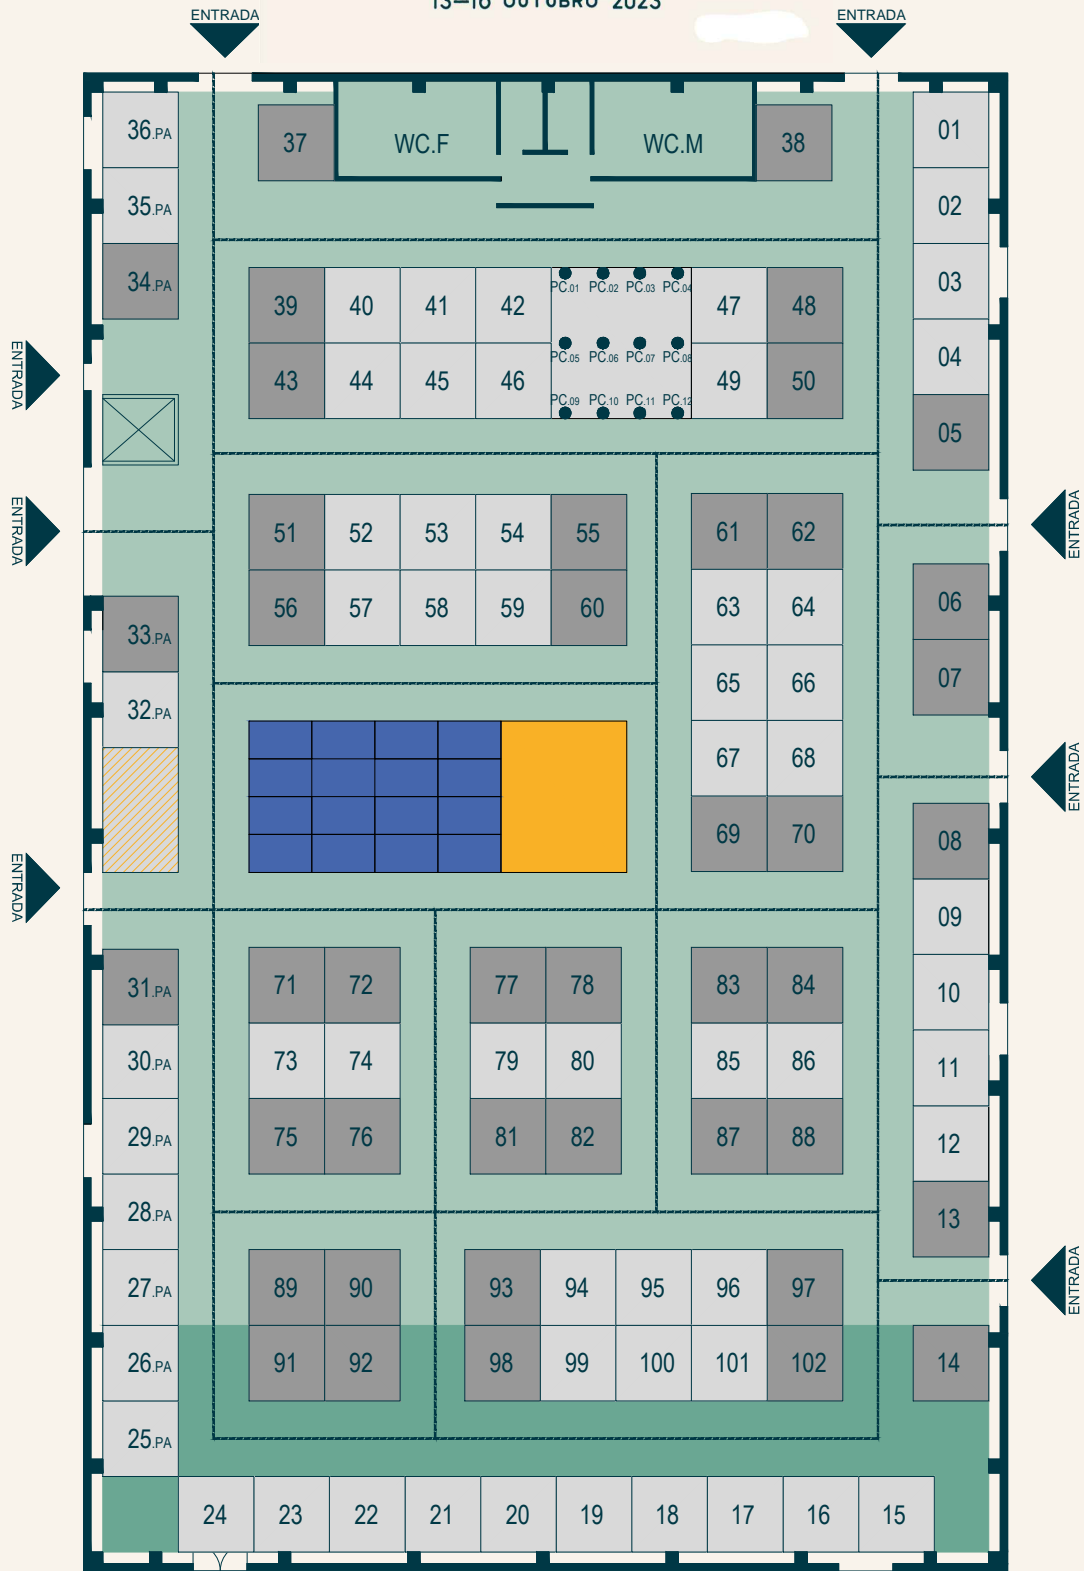 13–16 OUTUBRO 2023
ENTRADA ENTRADA
36.PA 37 WC.F WC.M 38 01
35.PA 02
34.PA 03
39 40 41 42 PC.01 PC.02 PC.03 PC.04 47 48
04
ENTRADA
PC.05 PC.06 PC.07 PC.08
43 44 45 46 49 50
PC.09 PC.10 PC.11 PC.12
05
ENTRADA
51 52 53 54 55 61 62
ENTRADA
56 57 58 59 60 63 64 06
33.PA
65 66 07
32.PA
67 68
ENTRADA
69 70 08
ENTRADA
09
31.PA 71 72 77 78 83 84 10
30.PA 73 74 79 80 85 86 11
29.PA 75 76 81 82 87 88 12
28.PA 13
27.PA 89 90 93 94 95 96 97
ENTRADA
26.PA 91 92 98 99 100 101 102 14
25.PA
24 23 22 21 20 19 18 17 16 15